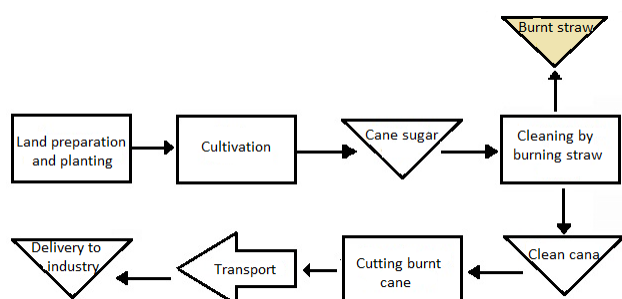 Burnt straw
Land preparation
and planting
Cultivation
Cane sugar
Cleaning by
burning straw
Clean cana
Cutting burnt
cane
Transport
Delivery to
industry